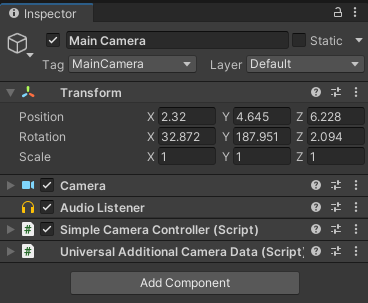 Inspector
Main Camera Static
Tag MainCamera Layer Default
Transform
Position X 2.32 Y 4.645 Z 6.228
Rotation X 32.872 Y 187.951 Z 2.094
Scale X 1 Y 1 Z 1
Camera
Audio Listener
# Simple Camera Controller (Script)
# Universal Additional Camera Data (Script)
Add Component